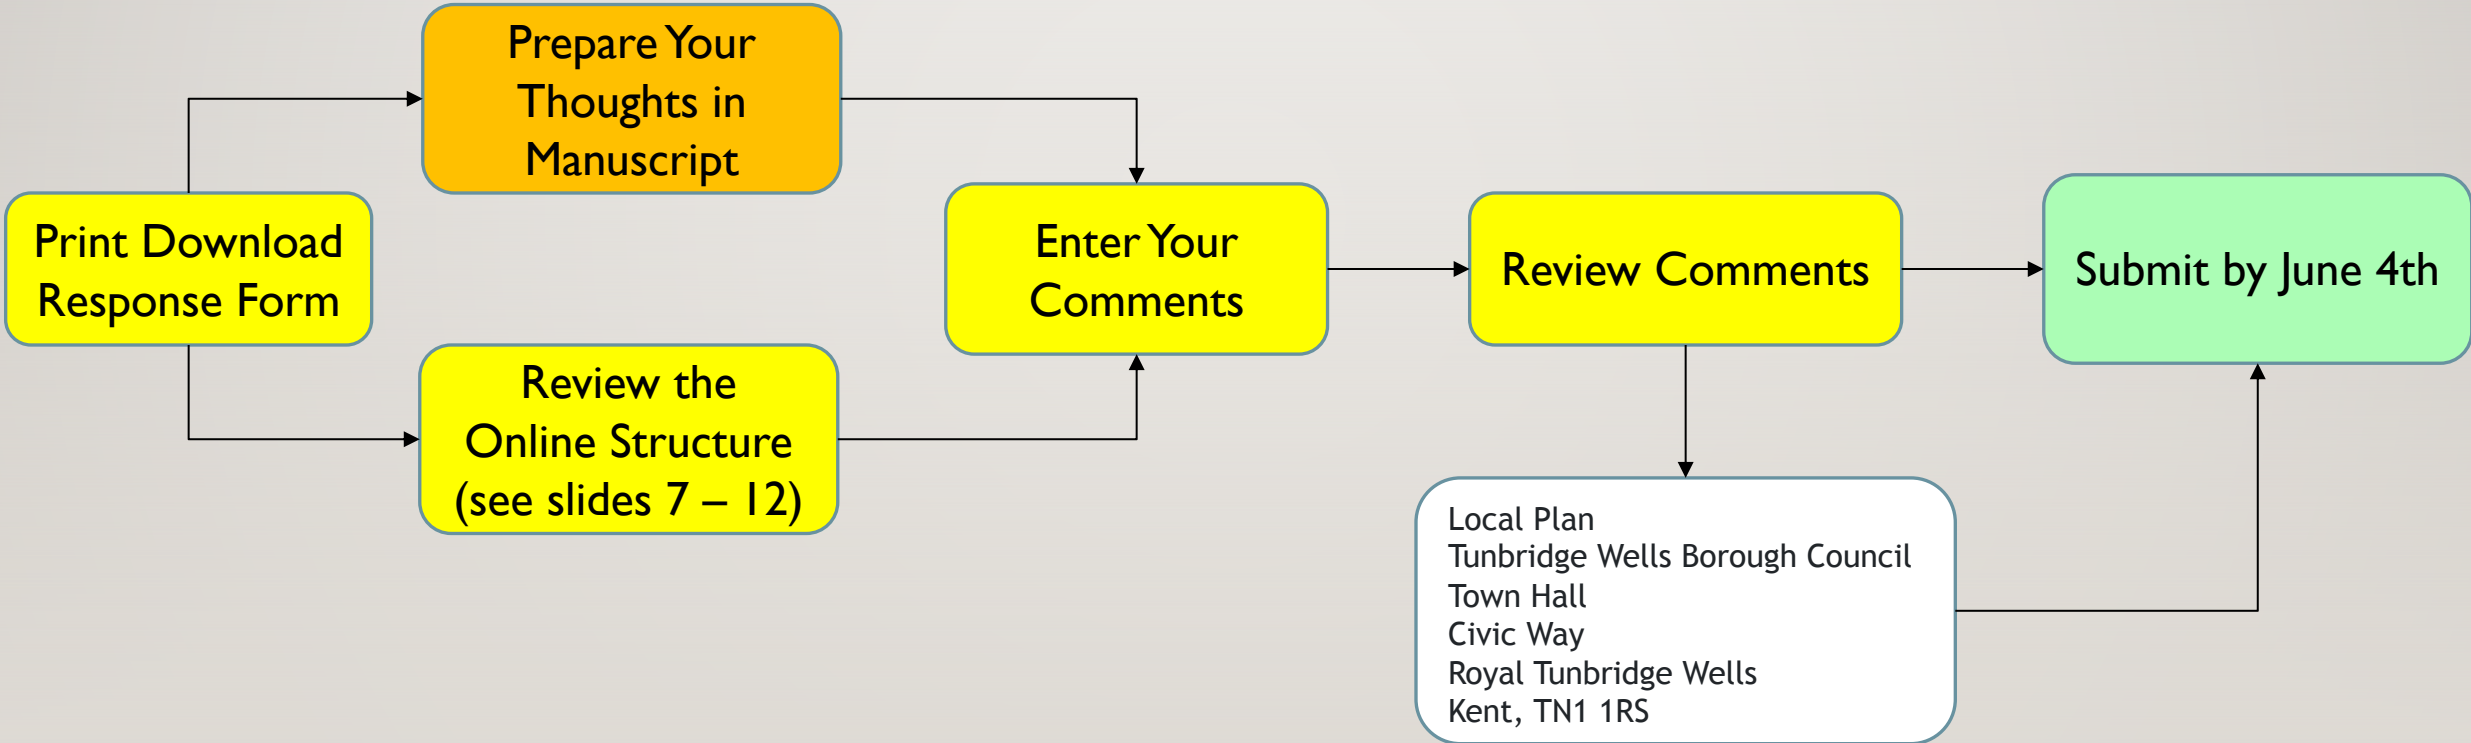 Prepare Your
Thoughts in
Manuscript
Print Download
Response Form
Review the
Online Structure
(see slides 7 – 12)
Enter Your
Comments
Review Comments
Submit by June 4th
Local Plan
Tunbridge Wells Borough Council
Town Hall
Civic Way
Royal Tunbridge Wells
Kent, TN1 1RS